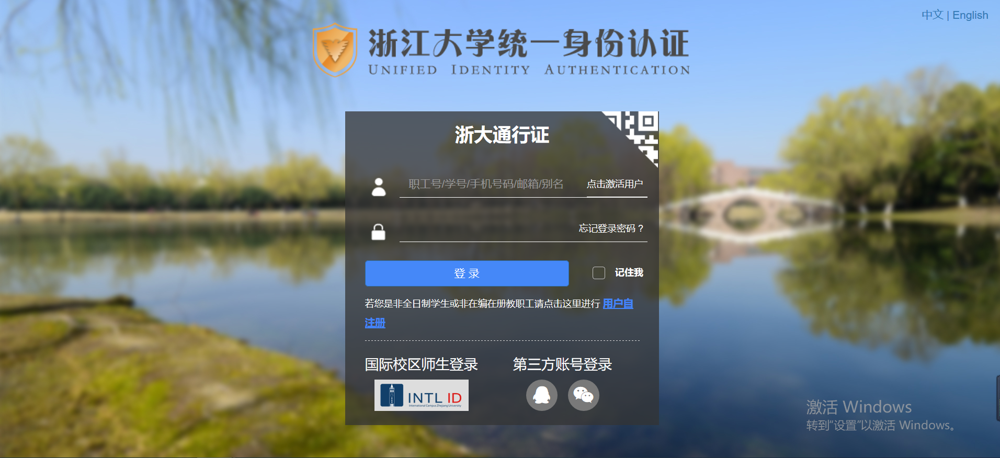 中文 | English
浙江大学统一身份认证
UNIFIED IDENTITY AUTHENTICATION
浙大通行证
职工号/学号/手机号码/邮箱/别名 点击激活用户
忘记登录密码？
登 录 记住我
若您是非全日制学生或非在编在册教职工请点击这里进行 用户自
注册
国际校区师生登录 第三方账号登录
INTL ID
International Campus Zhejiang University
激活 Windows
转到“设置”以激活 Windows。